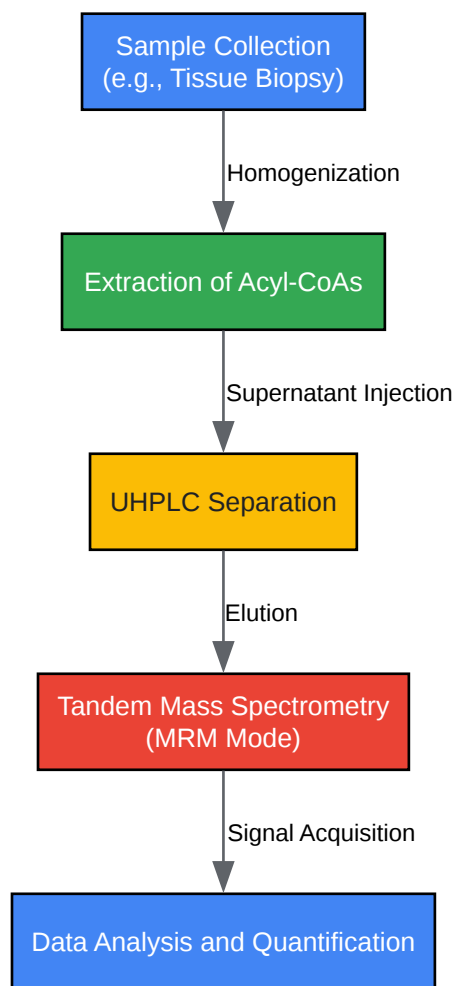 Sample Collection
(e.g., Tissue Biopsy)
Homogenization
Extraction of Acyl-CoAs
Supernatant Injection
UHPLC Separation
Elution
Tandem Mass Spectrometry
(MRM Mode)
Signal Acquisition
Data Analysis and Quantification